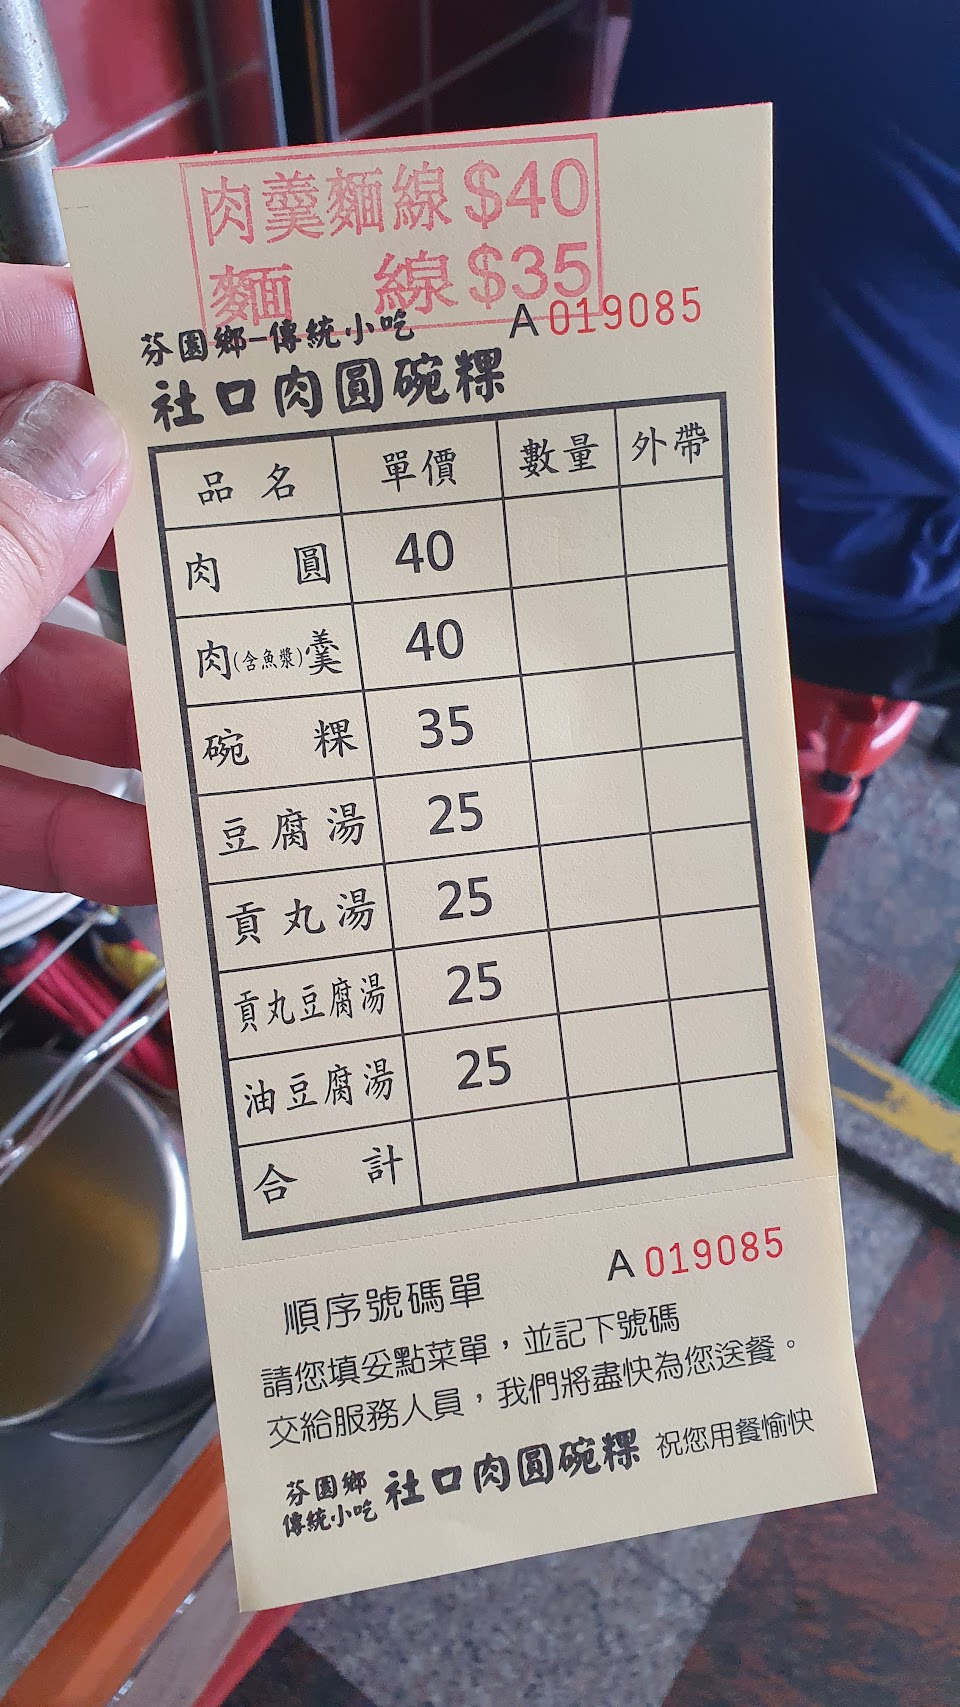 肉羹麵線$40
麵 線$35
A 019085
芬園鄉-傳統小吃
社口肉圓碗粿
品名 單價 數量 外帶
肉圓 40
肉(含魚漿)羹 40
碗粿 35
豆腐湯 25
貢丸湯 25
貢丸豆腐湯 25
油豆腐湯 25
合計
A 019085
順序號碼單
請您填妥點菜單，並記下號碼
交給服務人員，我們將盡快為您送餐。
芬園鄉 傳統小吃 社口肉圓碗粿 祝您用餐愉快